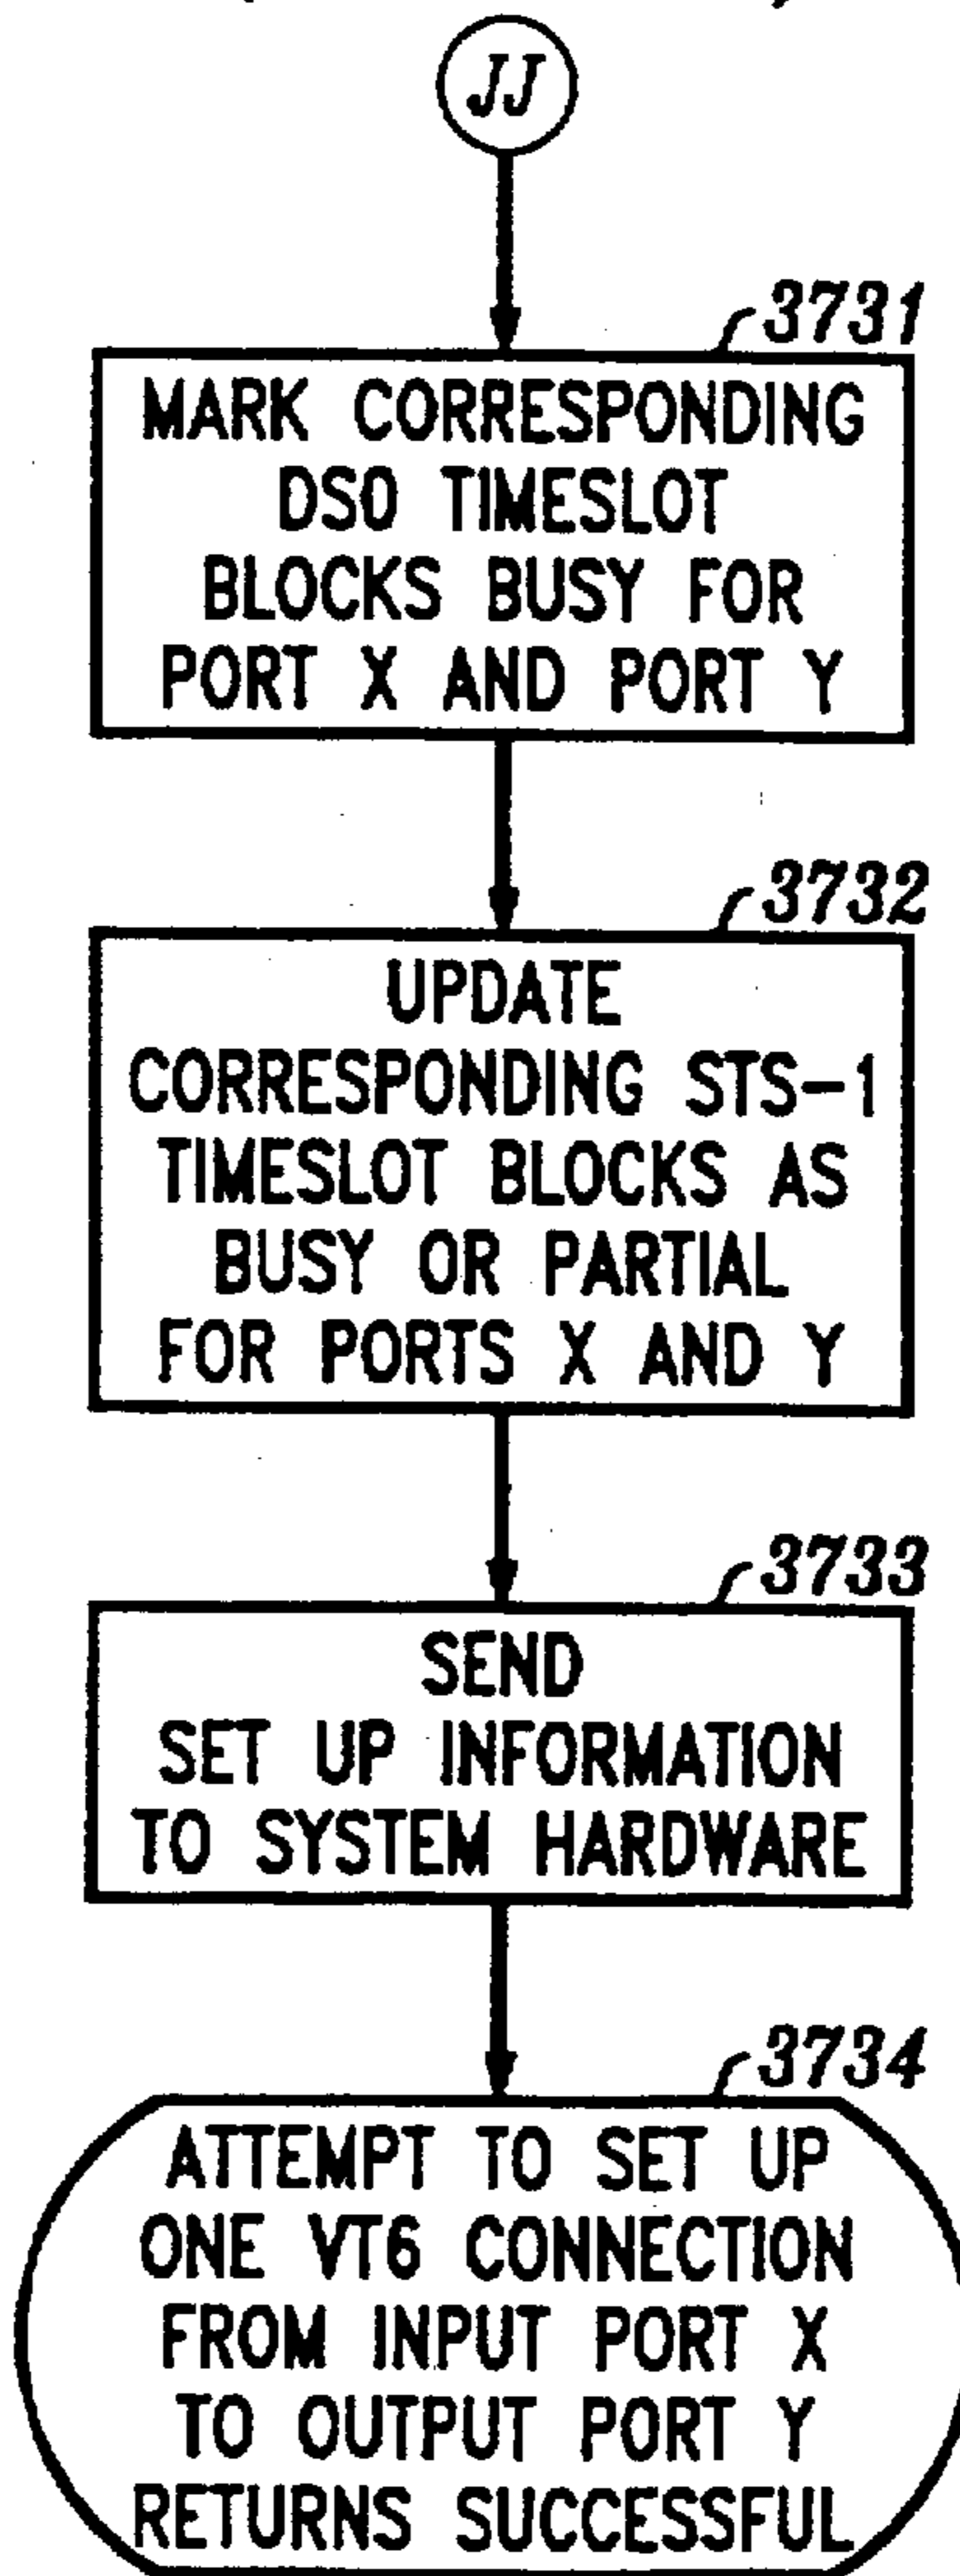 JJ
3731
MARK CORRESPONDING
DS0 TIMESLOT
BLOCKS BUSY FOR
PORT X AND PORT Y
3732
UPDATE
CORRESPONDING STS-1
TIMESLOT BLOCKS AS
BUSY OR PARTIAL
FOR PORTS X AND Y
3733
SEND
SET UP INFORMATION
TO SYSTEM HARDWARE
3734
ATTEMPT TO SET UP
ONE VT6 CONNECTION
FROM INPUT PORT X
TO OUTPUT PORT Y
RETURNS SUCCESSFUL